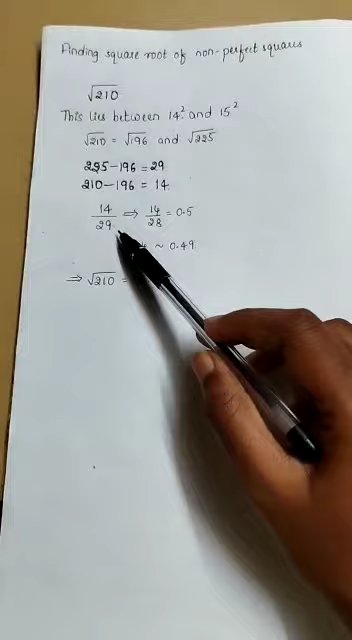 Finding square root of non-perfect squares
√210
This lies between 14² and 15²
√210 = √196 and √225
225-196 = 29
210-196 = 14
14/29 ⇒ 14/28 = 0.5
~ 0.49
⇒ √210 =